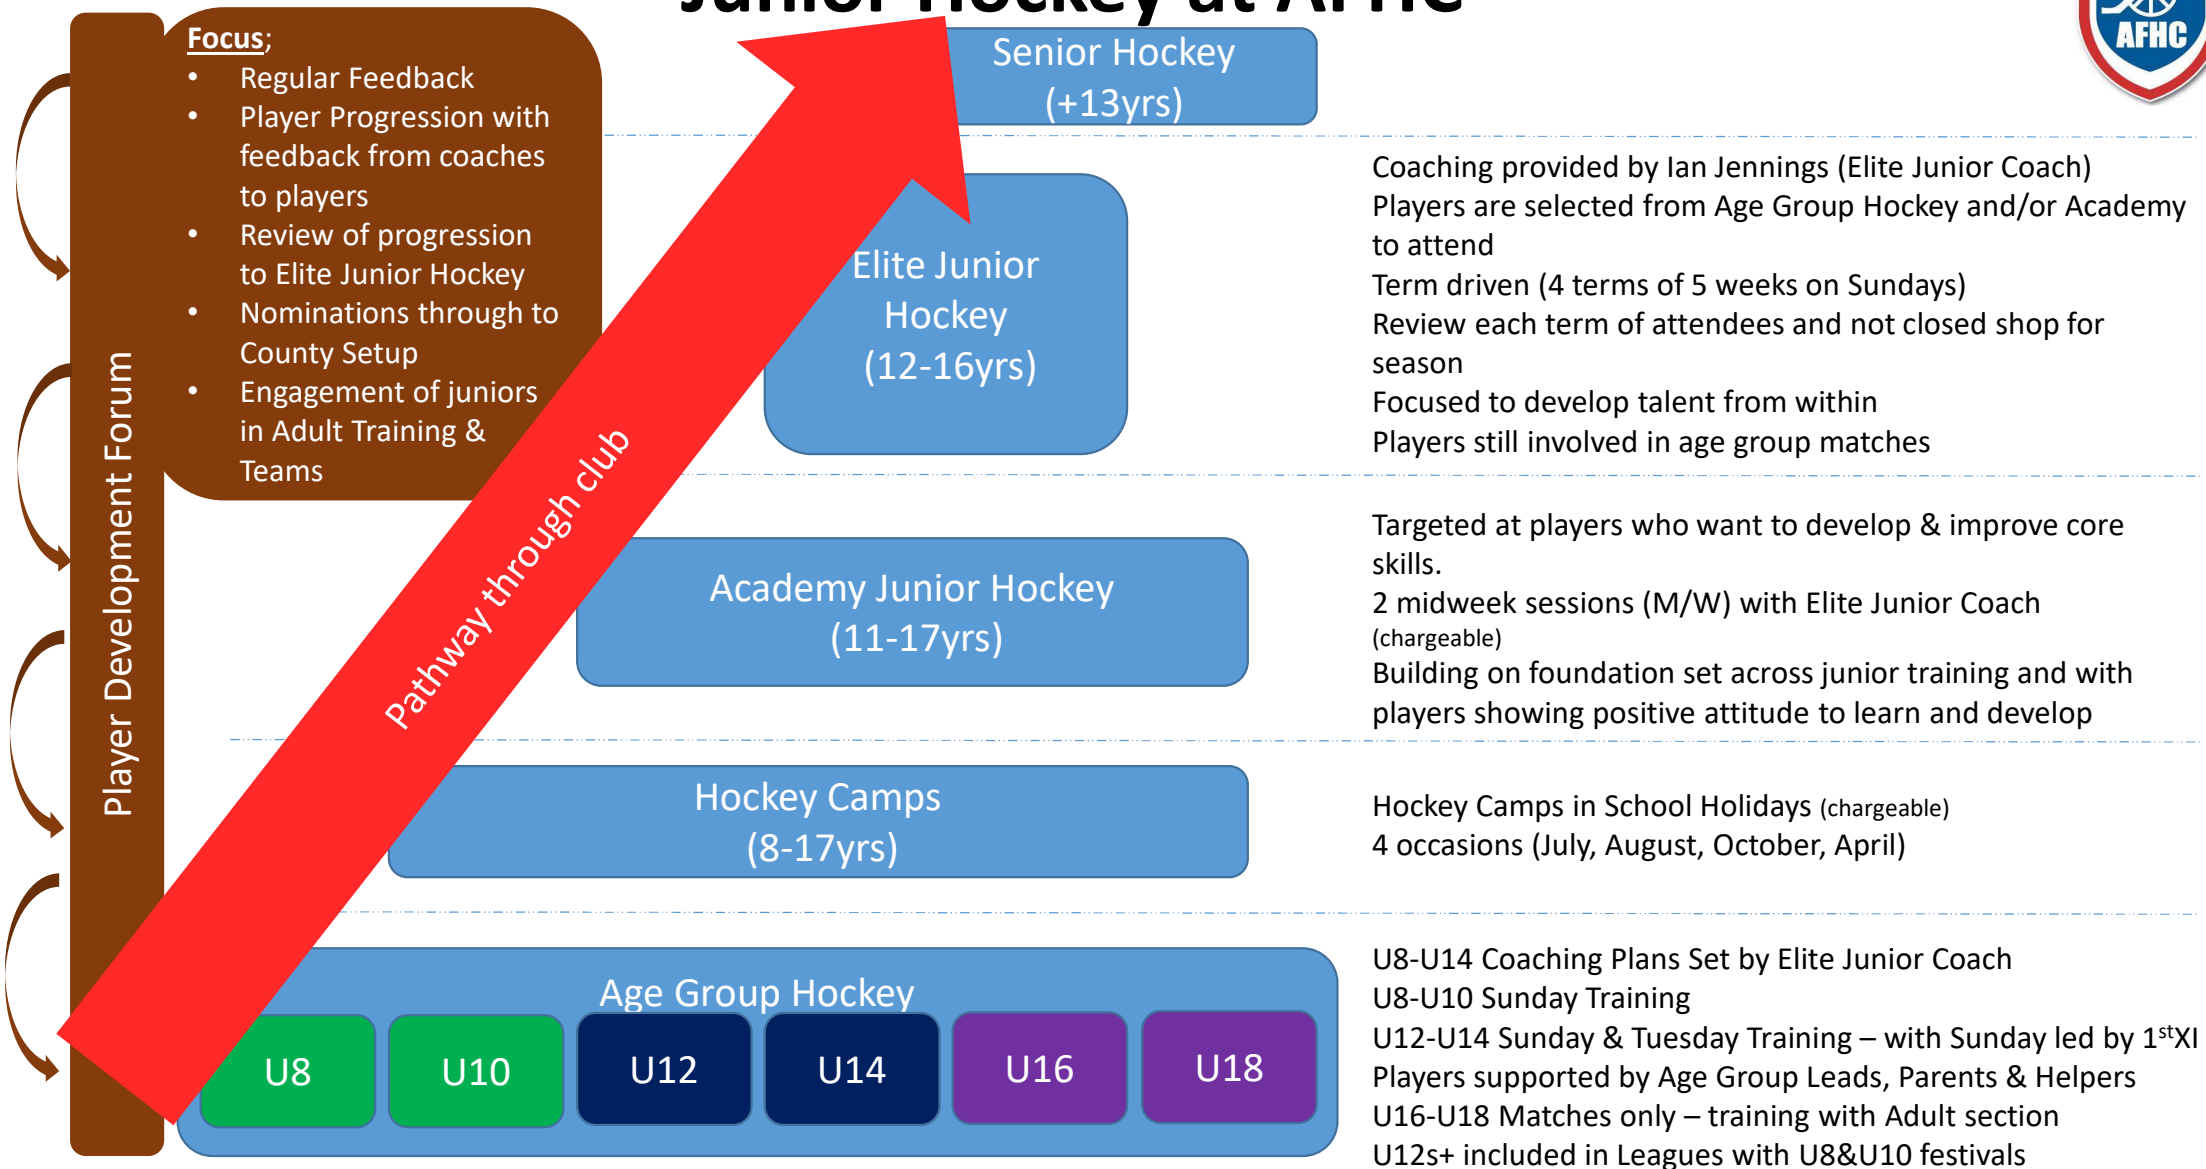 Junior Hockey at AFHC
AFHC
Focus;
• Regular Feedback
• Player Progression with
feedback from coaches
to players
• Review of progression
to Elite Junior Hockey
• Nominations through to
County Setup
• Engagement of juniors
in Adult Training &
Teams
Player Development Forum
Pathway through club
Senior Hockey
(+13yrs)
Elite Junior
Hockey
(12-16yrs)
Coaching provided by Ian Jennings (Elite Junior Coach)
Players are selected from Age Group Hockey and/or Academy
to attend
Term driven (4 terms of 5 weeks on Sundays)
Review each term of attendees and not closed shop for
season
Focused to develop talent from within
Players still involved in age group matches
Academy Junior Hockey
(11-17yrs)
Targeted at players who want to develop & improve core
skills.
2 midweek sessions (M/W) with Elite Junior Coach
(chargeable)
Building on foundation set across junior training and with
players showing positive attitude to learn and develop
Hockey Camps
(8-17yrs)
Hockey Camps in School Holidays (chargeable)
4 occasions (July, August, October, April)
Age Group Hockey
U8
U10
U12
U14
U16
U18
U8-U14 Coaching Plans Set by Elite Junior Coach
U8-U10 Sunday Training
U12-U14 Sunday & Tuesday Training – with Sunday led by 1stXI
Players supported by Age Group Leads, Parents & Helpers
U16-U18 Matches only – training with Adult section
U12s+ included in Leagues with U8&U10 festivals